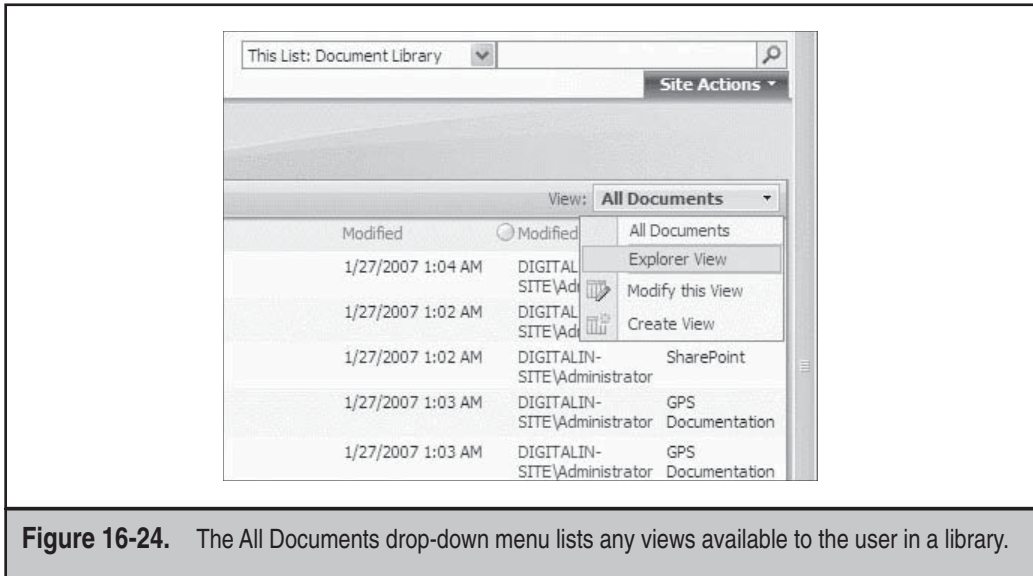 This List: Document Library
Site Actions
View: All Documents
Modified Modified
All Documents
Explorer View
Modify this View
Create View
1/27/2007 1:04 AM DIGITAL
SITE\Ad
1/27/2007 1:02 AM DIGITAL
SITE\Ad
1/27/2007 1:02 AM DIGITALIN- SharePoint
SITE\Administrator
1/27/2007 1:03 AM DIGITALIN- GPS
SITE\Administrator Documentation
1/27/2007 1:03 AM DIGITALIN- GPS
SITE\Administrator Documentation
Figure 16-24. The All Documents drop-down menu lists any views available to the user in a library.